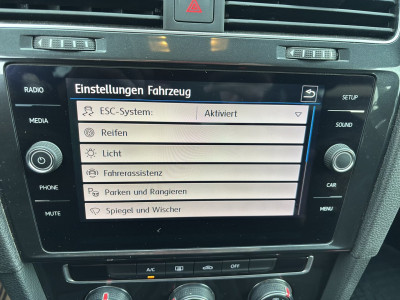 Einstellungen Fahrzeug
RADIO
MEDIA
PHONE
MUTE
ESC-System: Aktiviert
Reifen
Licht
Fahrerassistenz
Parken und Rangieren
Spiegel und Wischer
SETUP
SOUND
CAR
MENU
A/C
OFF